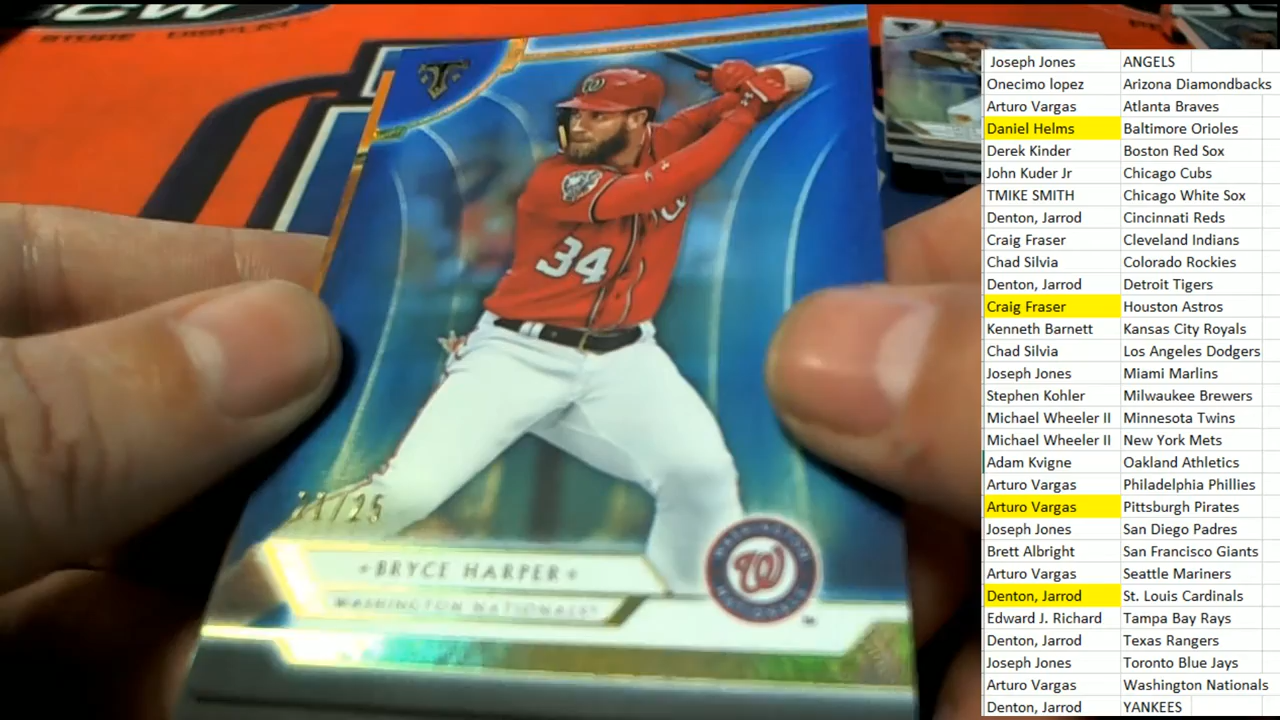 34
/25
BRYCE HARPER
WASHINGTON NATIONALS
W
WASHINGTON
NATIONALS
Joseph Jones ANGELS
Onecimo lopez Arizona Diamondbacks
Arturo Vargas Atlanta Braves
Daniel Helms Baltimore Orioles
Derek Kinder Boston Red Sox
John Kuder Jr Chicago Cubs
TMIKE SMITH Chicago White Sox
Denton, Jarrod Cincinnati Reds
Craig Fraser Cleveland Indians
Chad Silvia Colorado Rockies
Denton, Jarrod Detroit Tigers
Craig Fraser Houston Astros
Kenneth Barnett Kansas City Royals
Chad Silvia Los Angeles Dodgers
Joseph Jones Miami Marlins
Stephen Kohler Milwaukee Brewers
Michael Wheeler II Minnesota Twins
Michael Wheeler II New York Mets
Adam Kvigne Oakland Athletics
Arturo Vargas Philadelphia Phillies
Arturo Vargas Pittsburgh Pirates
Joseph Jones San Diego Padres
Brett Albright San Francisco Giants
Arturo Vargas Seattle Mariners
Denton, Jarrod St. Louis Cardinals
Edward J. Richard Tampa Bay Rays
Denton, Jarrod Texas Rangers
Joseph Jones Toronto Blue Jays
Arturo Vargas Washington Nationals
Denton, Jarrod YANKEES